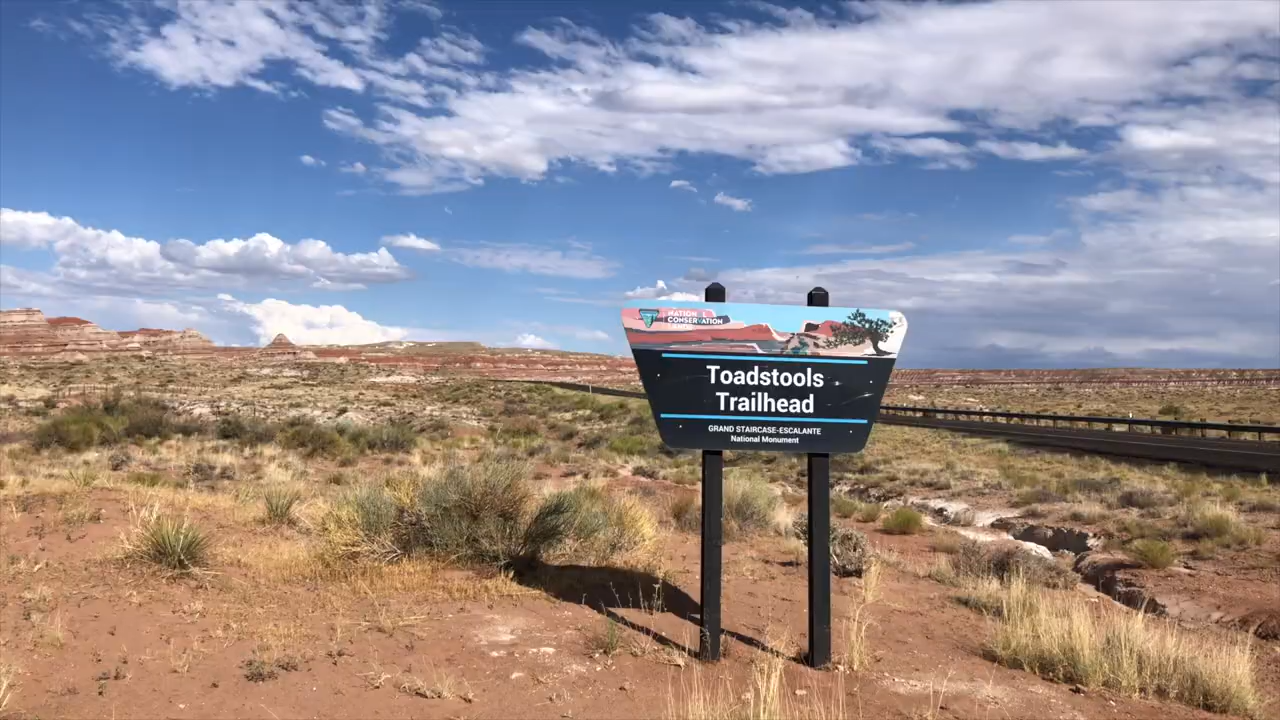 NATION L
CONSERVATION
Toadstools
Trailhead
GRAND STAIRCASE-ESCALANTE
National Monument